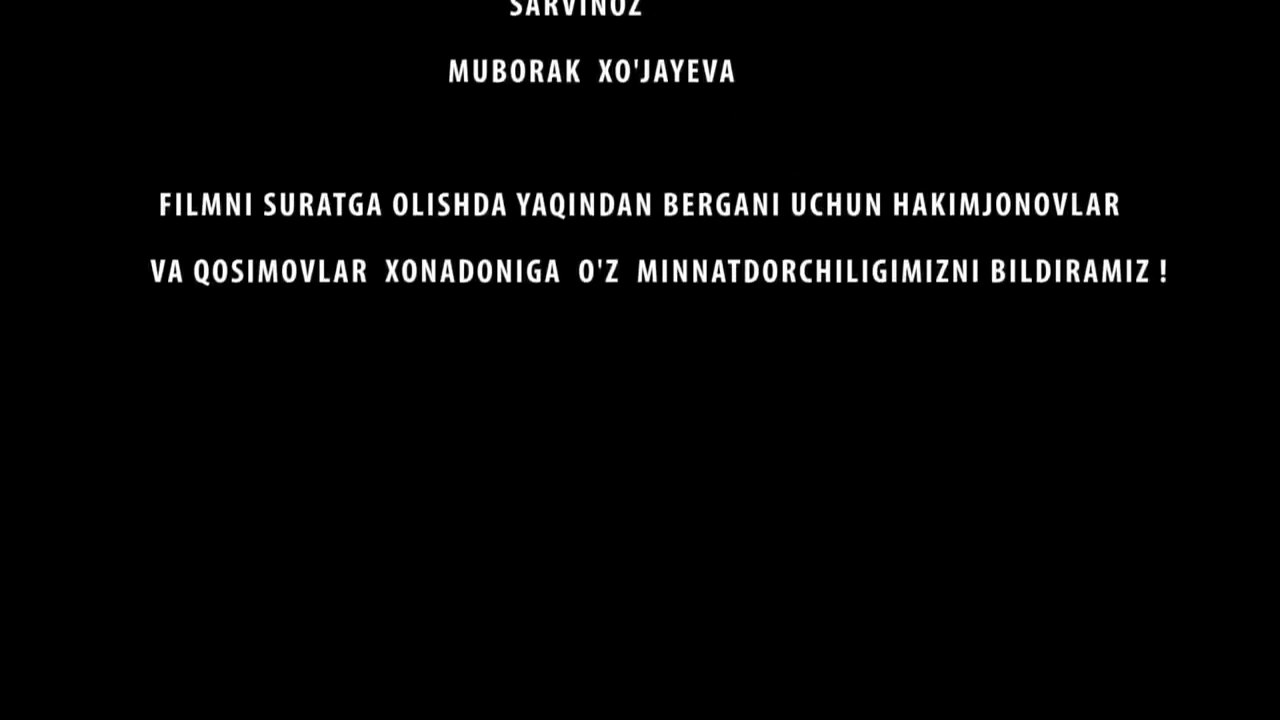 SARVINOZ
MUBORAK XO'JAYEVA
FILMNI SURATGA OLISHDA YAQINDAN BERGANI UCHUN HAKIMJONOVLAR
VA QOSIMOVLAR XONADONIGA O'Z MINNATDORCHILIGIMIZNI BILDIRAMIZ !